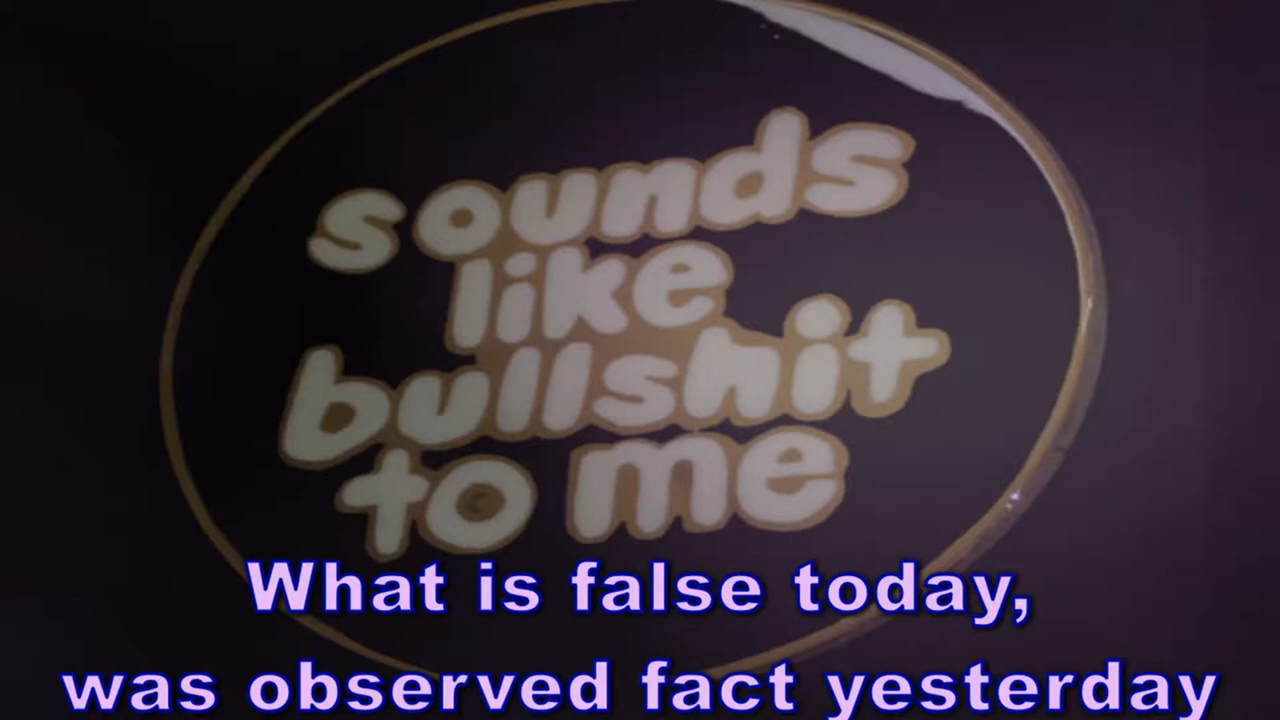 sounds
like
bullshit
to me
What is false today,
was observed fact yesterday